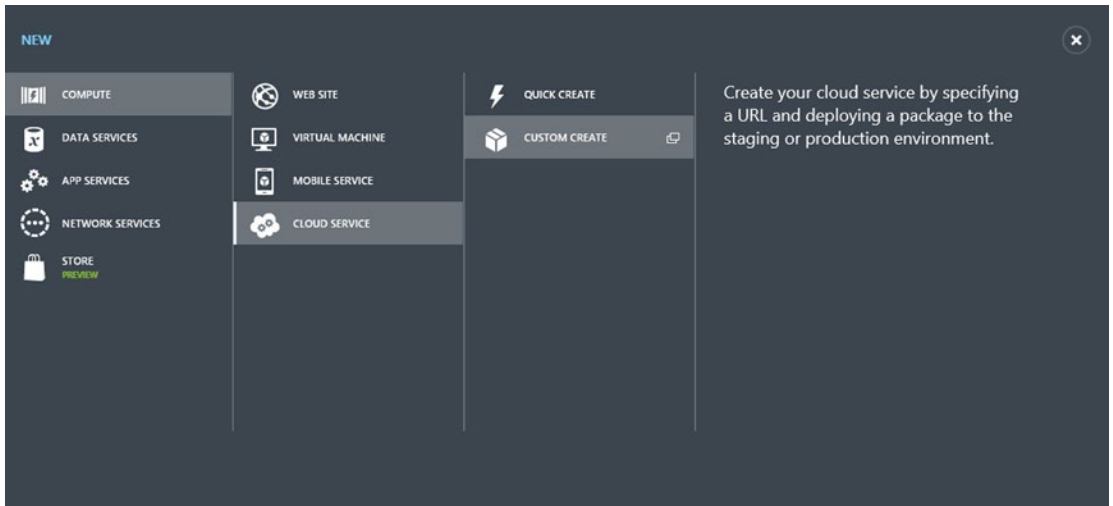 NEW
COMPUTE
DATA SERVICES
APP SERVICES
NETWORK SERVICES
STORE
PREVIEW
WEB SITE
VIRTUAL MACHINE
MOBILE SERVICE
CLOUD SERVICE
QUICK CREATE
CUSTOM CREATE
Create your cloud service by specifying
a URL and deploying a package to the
staging or production environment.